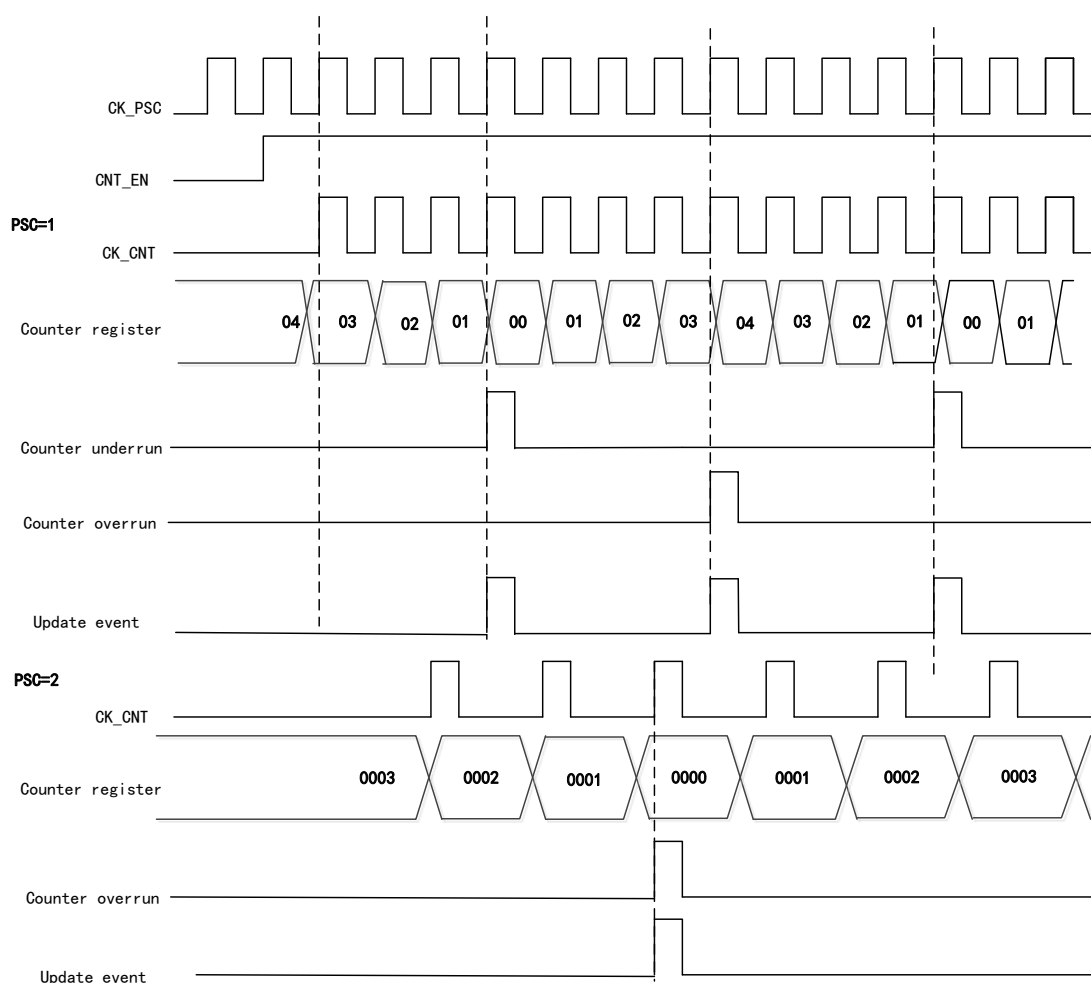 CK_PSC
CNT_EN
PSC=1
CK_CNT
Counter register 04 03 02 01 00 01 02 03 04 03 02 01 00 01
Counter underrun
Counter overrun
Update event
PSC=2
CK_CNT
Counter register 0003 0002 0001 0000 0001 0002 0003
Counter overrun
Update event